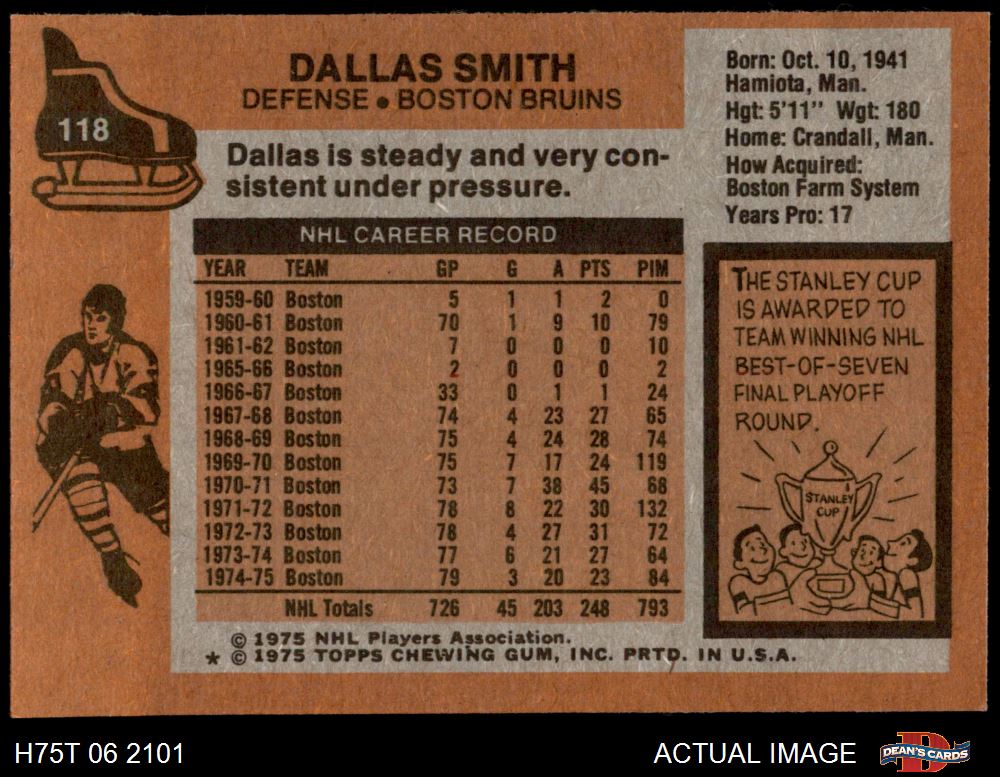 118
DALLAS SMITH
DEFENSE • BOSTON BRUINS
Dallas is steady and very con-
sistent under pressure.
Born: Oct. 10, 1941
Hamiota, Man.
Hgt: 5'11" Wgt: 180
Home: Crandall, Man.
How Acquired:
Boston Farm System
Years Pro: 17
NHL CAREER RECORD
YEAR TEAM GP G A PTS PIM
1959-60 Boston 5 1 1 2 0
1960-61 Boston 70 1 9 10 79
1961-62 Boston 7 0 0 0 10
1965-66 Boston 2 0 0 0 2
1966-67 Boston 33 0 1 1 24
1967-68 Boston 74 4 23 27 65
1968-69 Boston 75 4 24 28 74
1969-70 Boston 75 7 17 24 119
1970-71 Boston 73 7 38 45 68
1971-72 Boston 78 8 22 30 132
1972-73 Boston 78 4 27 31 72
1973-74 Boston 77 6 21 27 64
1974-75 Boston 79 3 20 23 84
NHL Totals 726 45 203 248 793
THE STANLEY CUP
IS AWARDED TO
TEAM WINNING NHL
BEST-OF-SEVEN
FINAL PLAYOFF
ROUND.
STANLEY
CUP
© 1975 NHL Players Association.
* © 1975 TOPPS CHEWING GUM, INC. PRTD. IN U.S.A.
H75T 06 2101
ACTUAL IMAGE
DEAN'S CARDS